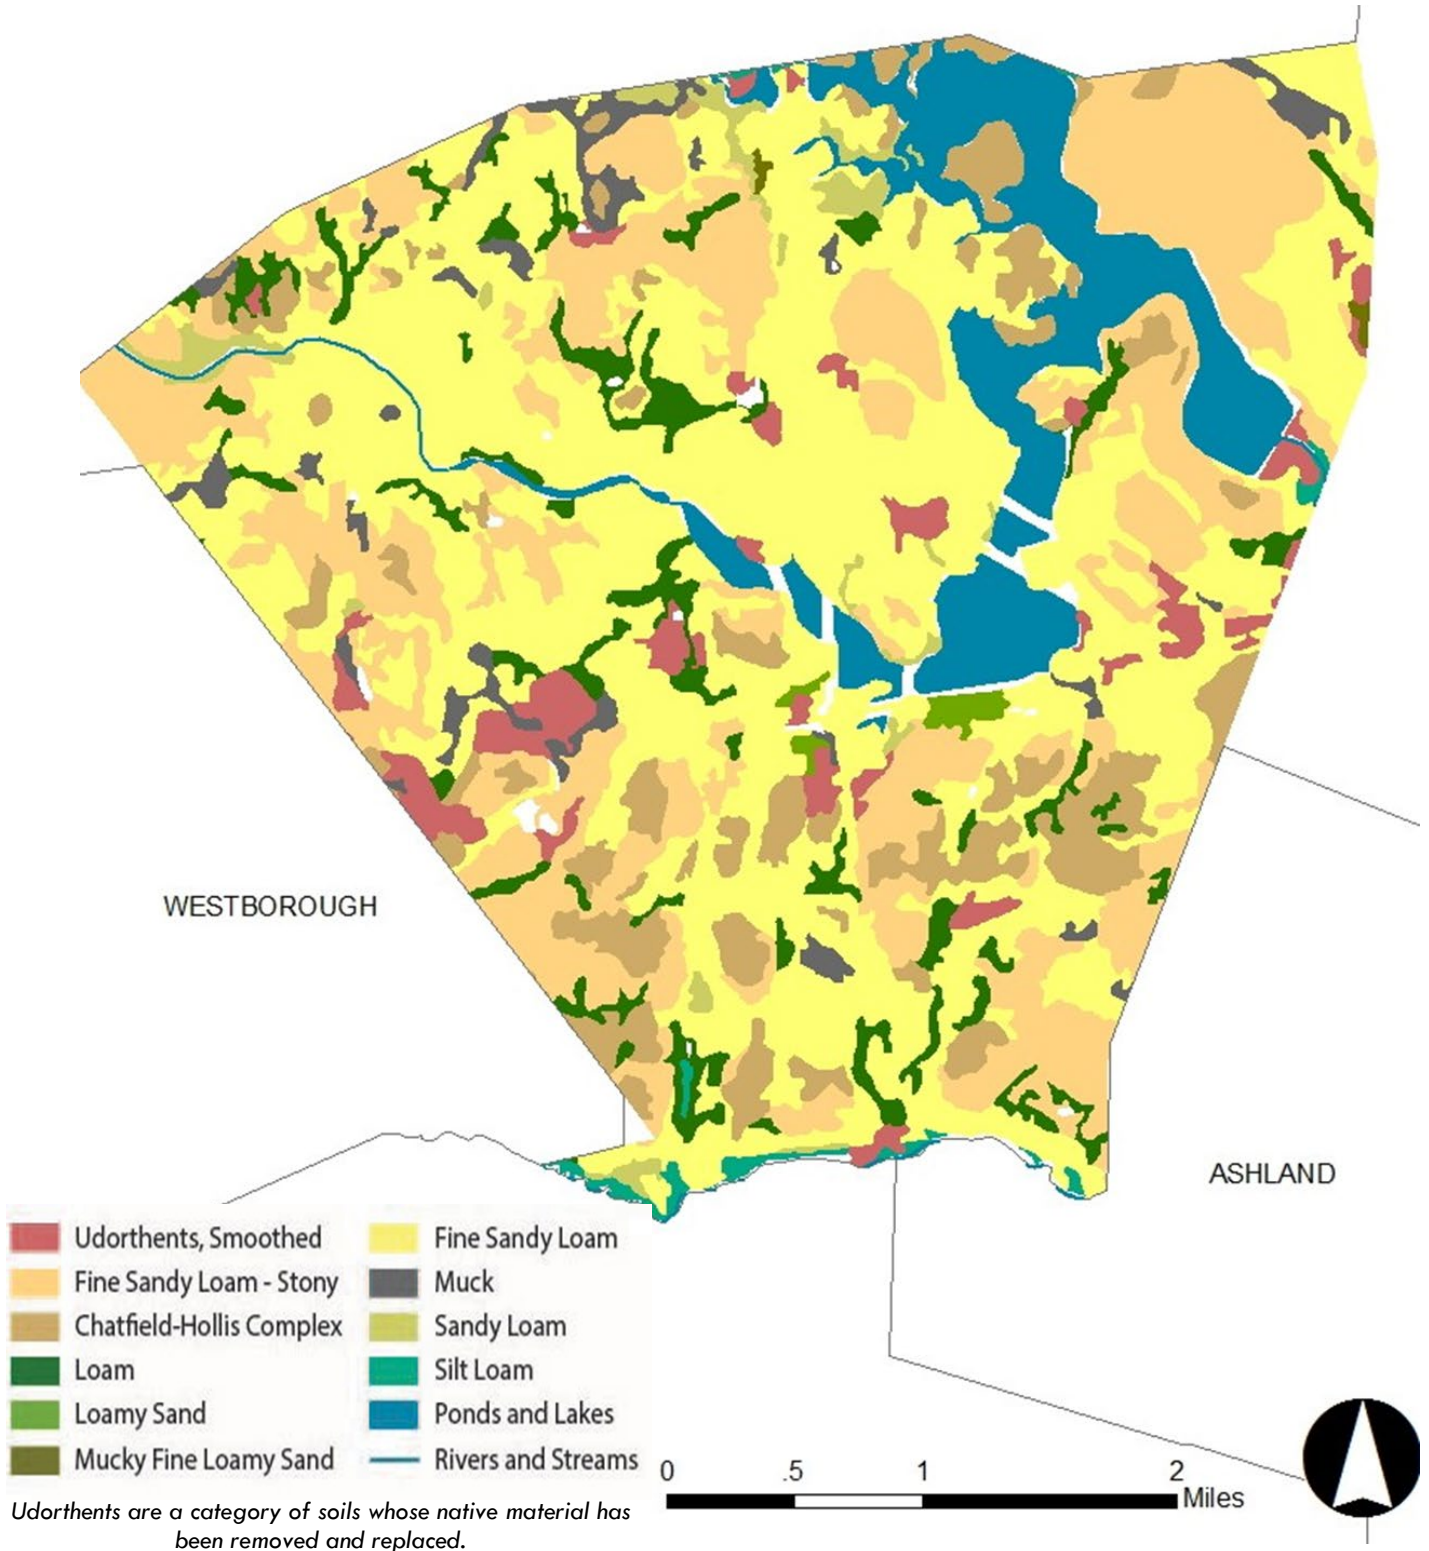 WESTBOROUGH
ASHLAND
Udorthents, Smoothed
Fine Sandy Loam - Stony
Chatfield-Hollis Complex
Loam
Loamy Sand
Mucky Fine Loamy Sand
Fine Sandy Loam
Muck
Sandy Loam
Silt Loam
Ponds and Lakes
Rivers and Streams
0 .5 1 2
Miles
Udorthents are a category of soils whose native material has
been removed and replaced.